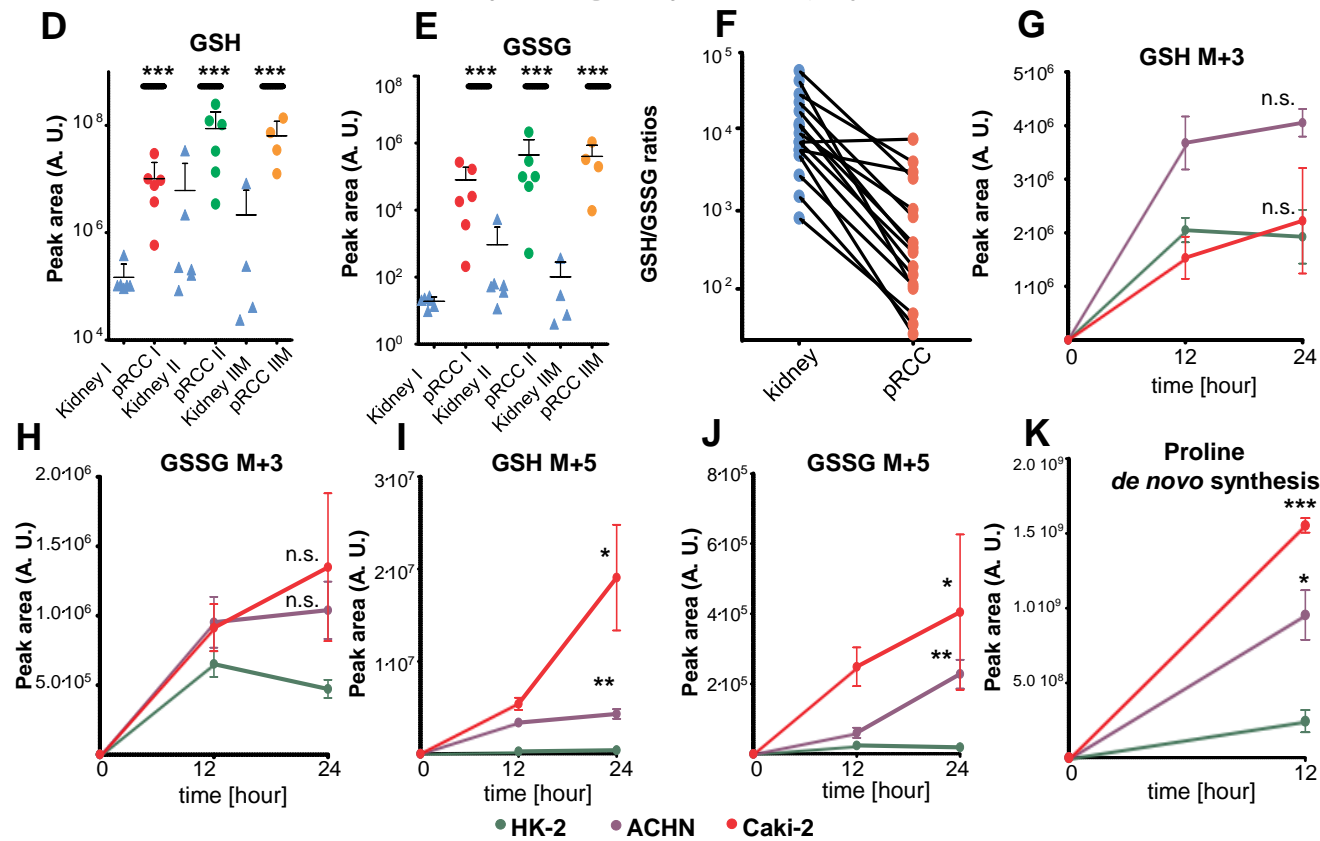 D
GSH
*** *** ***
Peak area (A. U.)
10^8
10^6
10^4
Kidney I
pRCC I
Kidney II
pRCC II
Kidney IIM
pRCC IIM
E
GSSG
*** *** ***
Peak area (A. U.)
10^8
10^6
10^4
10^2
10^0
Kidney I
pRCC I
Kidney II
pRCC II
Kidney IIM
pRCC IIM
F
GSH/GSSG ratios
10^5
10^4
10^3
10^2
kidney
pRCC
G
GSH M+3
Peak area (A. U.)
5·10^6
4·10^6
3·10^6
2·10^6
1·10^6
n.s.
n.s.
0 12 24
time [hour]
H
GSSG M+3
Peak area (A. U.)
2.0·10^6
1.5·10^6
1.0·10^6
5.0·10^5
n.s.
n.s.
0 12 24
time [hour]
I
GSH M+5
Peak area (A. U.)
3·10^7
2·10^7
1·10^7
*
**
0 12 24
time [hour]
J
GSSG M+5
Peak area (A. U.)
8·10^5
6·10^5
4·10^5
2·10^5
*
**
0 12 24
time [hour]
K
Proline
de novo synthesis
Peak area (A. U.)
2.0 10^9
1.5·10^9
1.0·10^9
5.0 10^8
***
*
0 12
time [hour]
HK-2 ACHN Caki-2